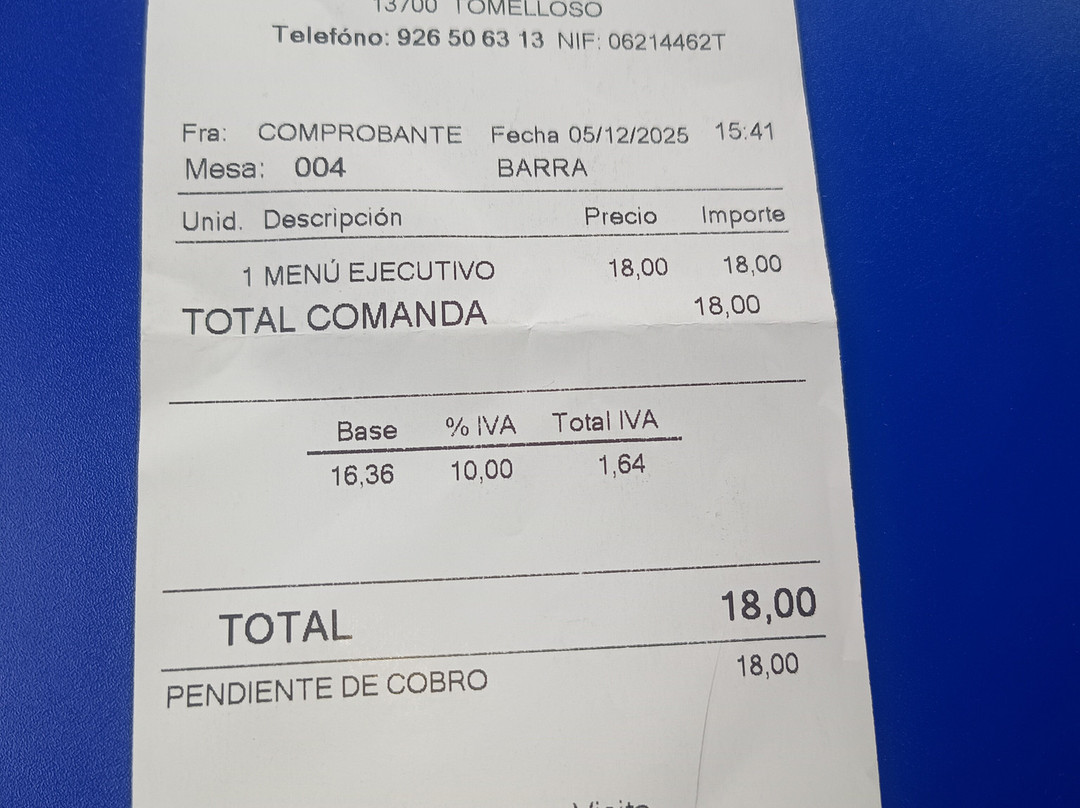 13700 TOMELLOSO
Telefóno: 926 50 63 13 NIF: 06214462T
Fra: COMPROBANTE Fecha 05/12/2025 15:41
Mesa: 004 BARRA
Unid. Descripción Precio Importe
1 MENÚ EJECUTIVO 18,00 18,00
TOTAL COMANDA 18,00
Base % IVA Total IVA
16,36 10,00 1,64
TOTAL 18,00
PENDIENTE DE COBRO 18,00